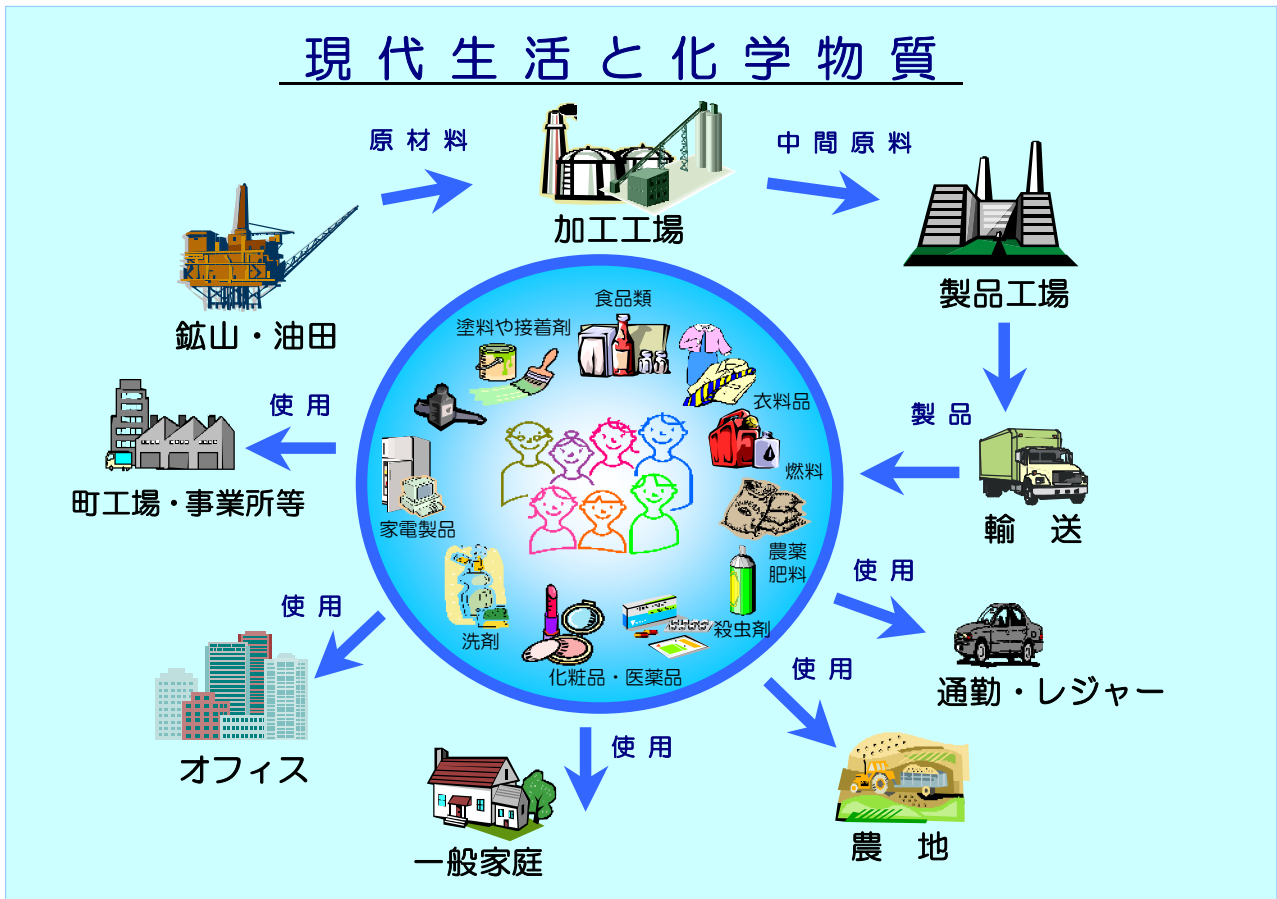 現代生活と化学物質
原材料
中間原料
加工工場
製品工場
鉱山・油田
食品類
塗料や接着剤
衣料品
使用
製品
燃料
町工場・事業所等
家電製品
輸送
農薬
肥料
使用
使用
殺虫剤
洗剤
使用
化粧品・医薬品
通勤・レジャー
使用
オフィス
農地
一般家庭